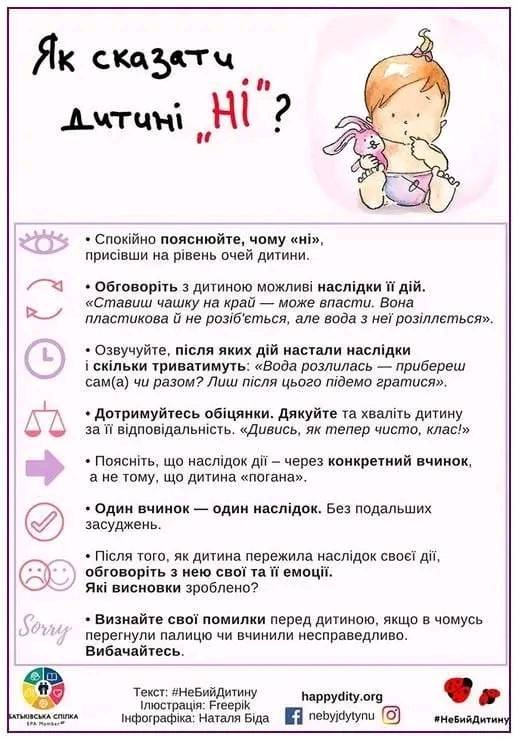 Як сказати
дитині „НІ"?
• Спокійно пояснюйте, чому «ні»,
присівши на рівень очей дитини.
• Обговоріть з дитиною можливі наслідки її дій.
«Ставиш чашку на край — може впасти. Вона
пластикова й не розіб'ється, але вода з неї розіллється».
• Озвучуйте, після яких дій настали наслідки
і скільки триватимуть: «Вода розлилась — прибереш
сам(а) чи разом? Лиш після цього підемо гратися».
• Дотримуйтесь обіцянки. Дякуйте та хваліть дитину
за її відповідальність. «Дивись, як тепер чисто, клас!»
• Поясніть, що наслідок дії – через конкретний вчинок,
а не тому, що дитина «погана».
• Один вчинок — один наслідок. Без подальших
засуджень.
• Після того, як дитина пережила наслідок своєї дії,
обговоріть з нею свої та її емоції.
Які висновки зроблено?
Sorry
• Визнайте свої помилки перед дитиною, якщо в чомусь
перегнули палицю чи вчинили несправедливо.
Вибачайтесь.
БАТЬКІВСЬКА СПІЛКА
EPA Member
Текст: #НеБийДитину
Ілюстрація: Freepik
Інфографіка: Наталя Біда
happydity.org
nebyjdytynu
#НеБийДитину